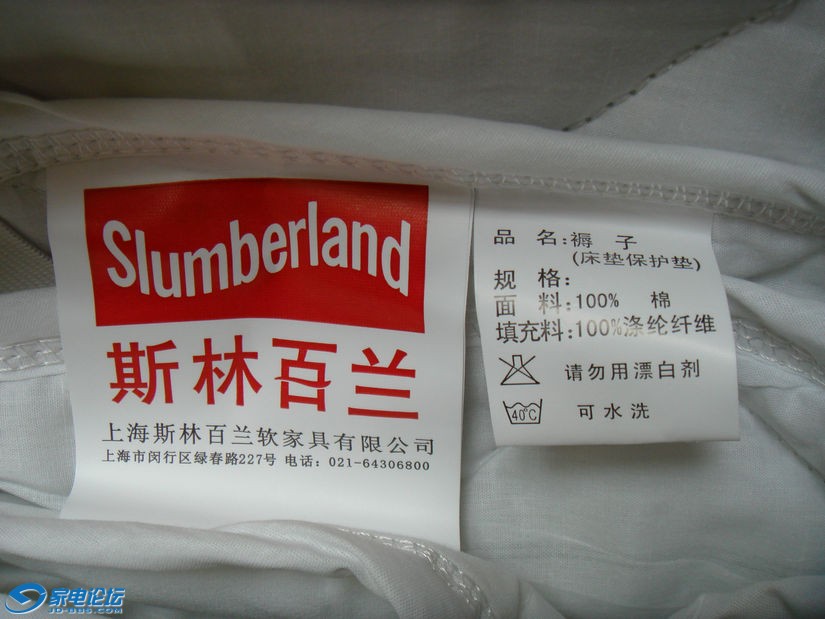 Slumberland
斯林百兰
上海斯林百兰软家具有限公司
上海市闵行区绿春路227号 电话：021-64306800
品 名：褥 子
(床垫保护垫)
规 格：
面 料：100% 棉
填充料：100%涤纶纤维
请勿用漂白剂
40℃ 可水洗
家电论坛
JD-BBS.COM